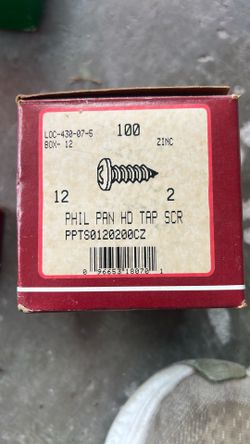 LOC-430-07-5 100
BOX- 12 ZINC
12 2
PHIL PAN HD TAP SCR
PPTS0120200CZ
0 96653 18070 1